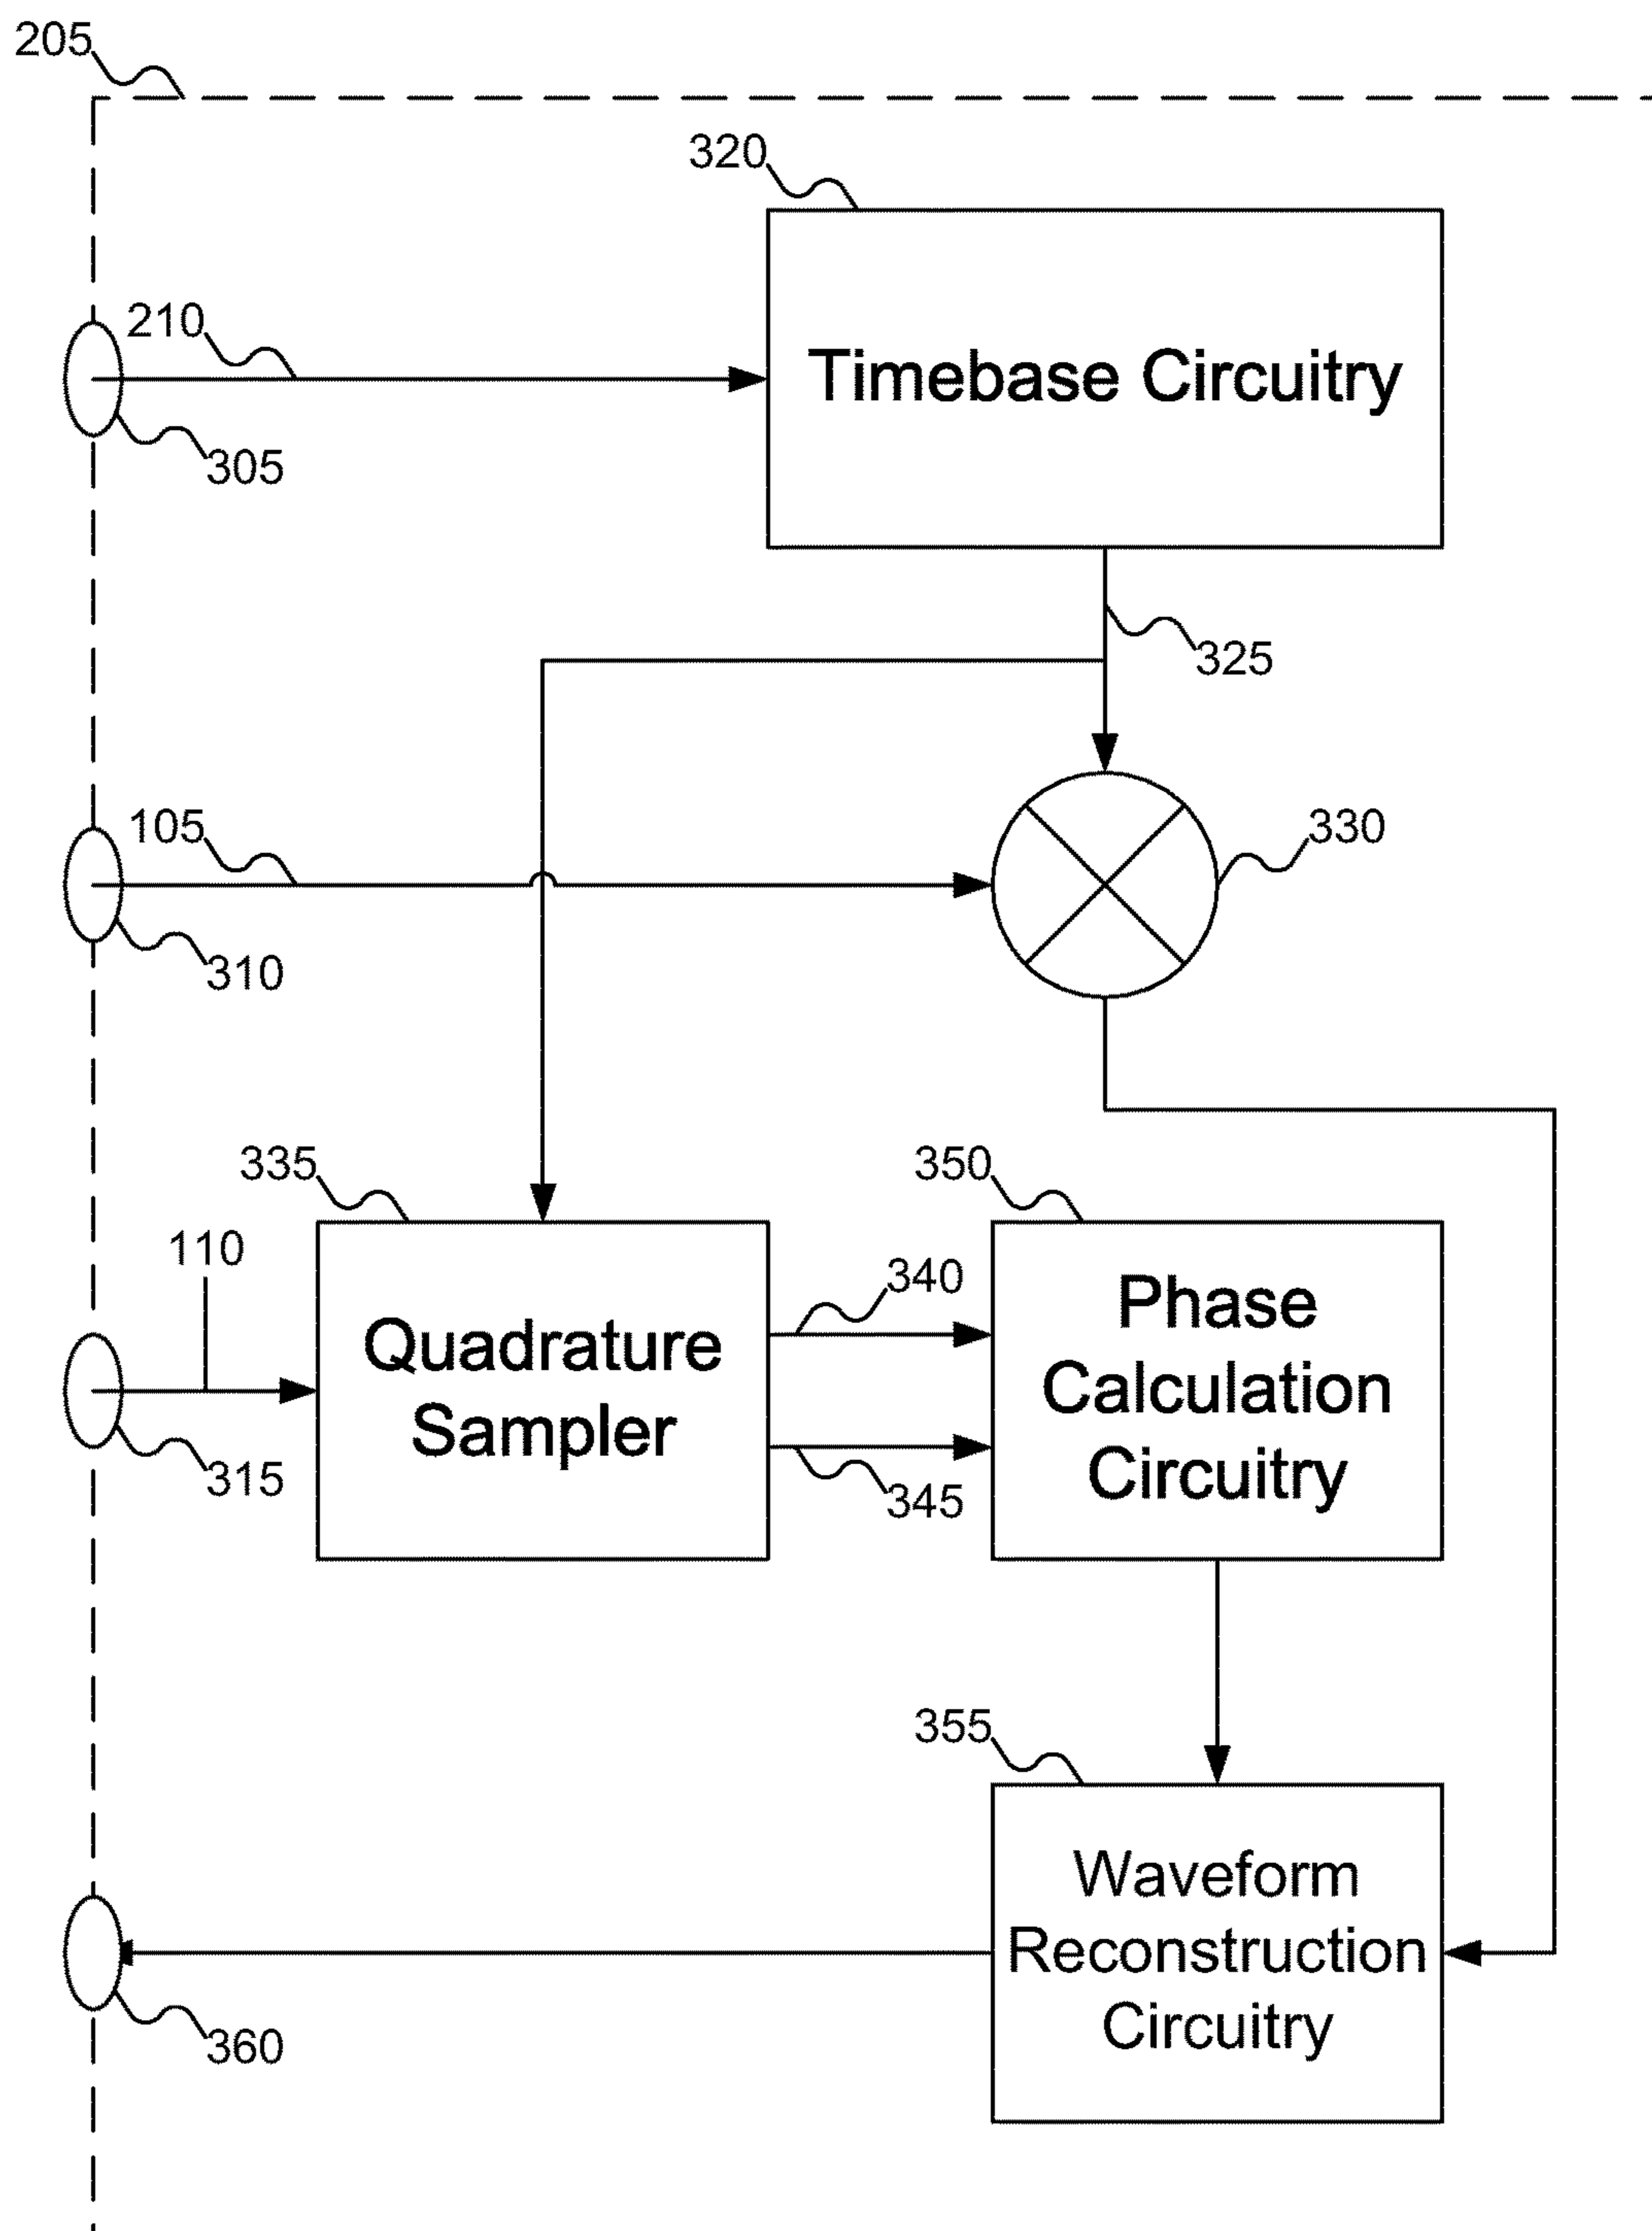 205
320
210
Timebase Circuitry
305
325
105
330
310
335
350
110
340
Quadrature
Sampler
Phase
Calculation
Circuitry
315
345
355
Waveform
Reconstruction
Circuitry
360